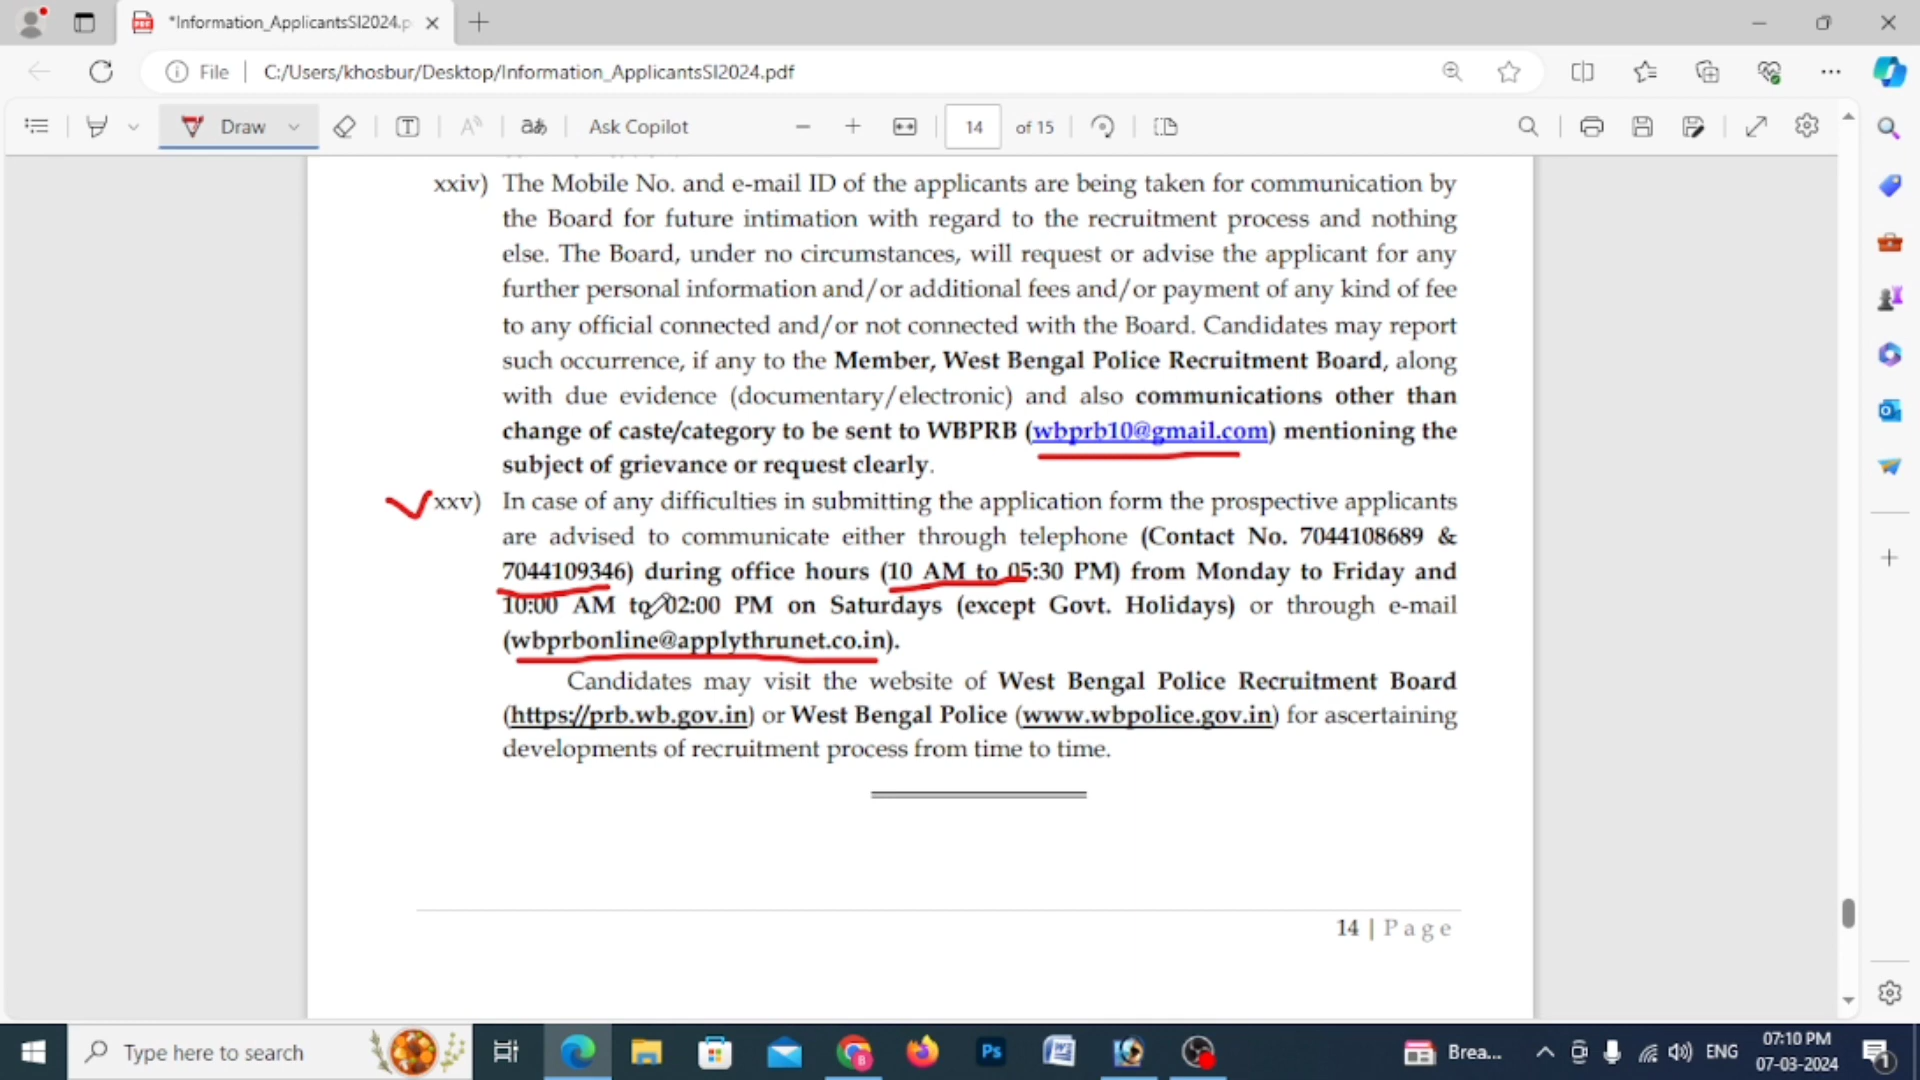 *Information_ApplicantsSI2024.p
File
C:/Users/khosbur/Desktop/Information_ApplicantsSI2024.pdf
Draw
Ask Copilot
14 of 15
xxiv) The Mobile No. and e-mail ID of the applicants are being taken for communication by
the Board for future intimation with regard to the recruitment process and nothing
else. The Board, under no circumstances, will request or advise the applicant for any
further personal information and/or additional fees and/or payment of any kind of fee
to any official connected and/or not connected with the Board. Candidates may report
such occurrence, if any to the Member, West Bengal Police Recruitment Board, along
with due evidence (documentary/electronic) and also communications other than
change of caste/category to be sent to WBPRB (wbprb10@gmail.com) mentioning the
subject of grievance or request clearly.
xxv) In case of any difficulties in submitting the application form the prospective applicants
are advised to communicate either through telephone (Contact No. 7044108689 &
7044109346) during office hours (10 AM to 05:30 PM) from Monday to Friday and
10:00 AM to 02:00 PM on Saturdays (except Govt. Holidays) or through e-mail
(wbprbonline@applythrunet.co.in).
Candidates may visit the website of West Bengal Police Recruitment Board
(https://prb.wb.gov.in) or West Bengal Police (www.wbpolice.gov.in) for ascertaining
developments of recruitment process from time to time.
14 | Page
Type here to search
Brea...
ENG
07:10 PM
07-03-2024